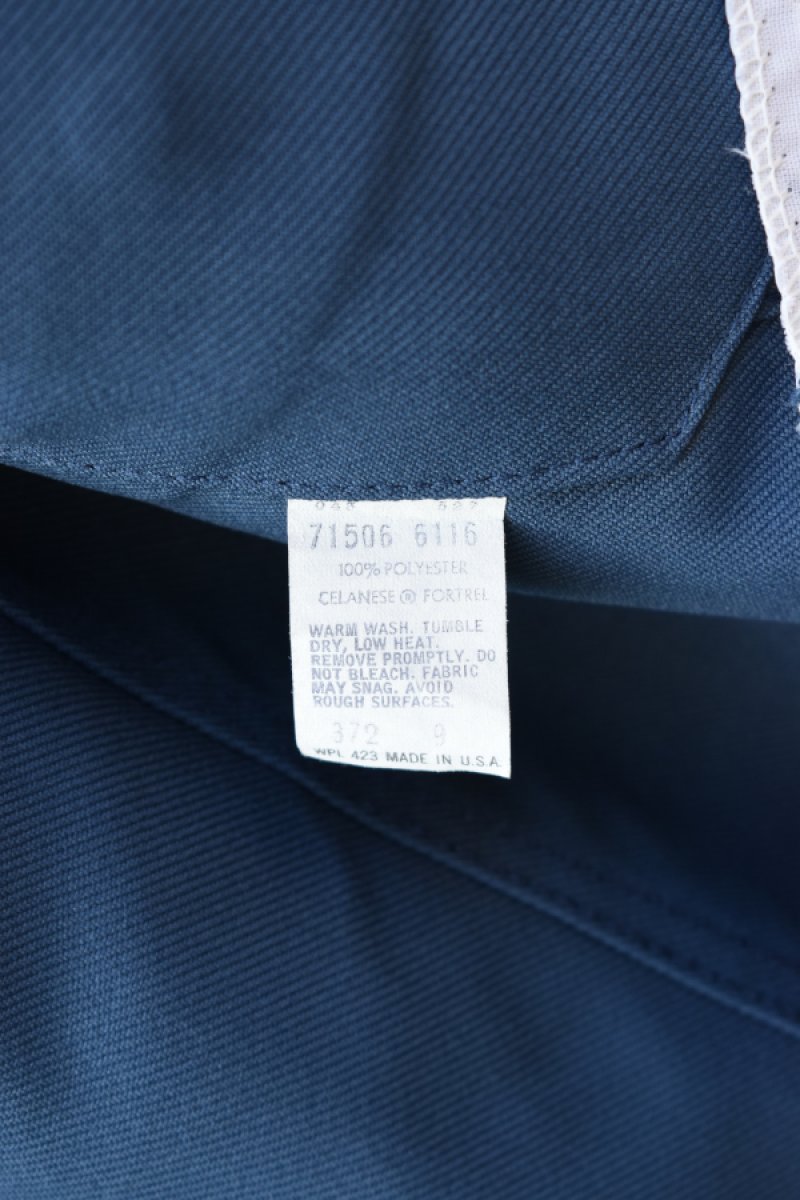 71506 6116
100% POLYESTER
CELANESE ® FORTREL
WARM WASH. TUMBLE
DRY, LOW HEAT.
REMOVE PROMPTLY. DO
NOT BLEACH. FABRIC
MAY SNAG. AVOID
ROUGH SURFACES.
372 9
WPL 423 MADE IN U.S.A.